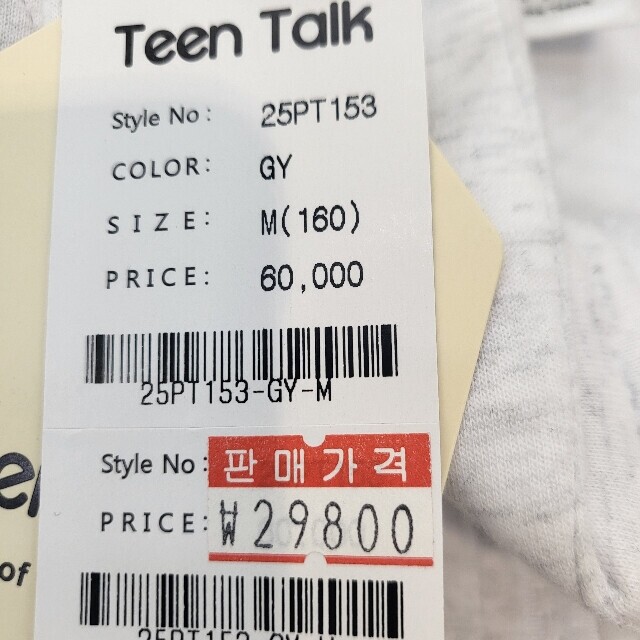 Teen Talk
Style No: 25PT153
COLOR: GY
SIZE: M(160)
PRICE: 60,000
25PT153-GY-M
Style No: 판매가격
PRICE: ₩29800
of